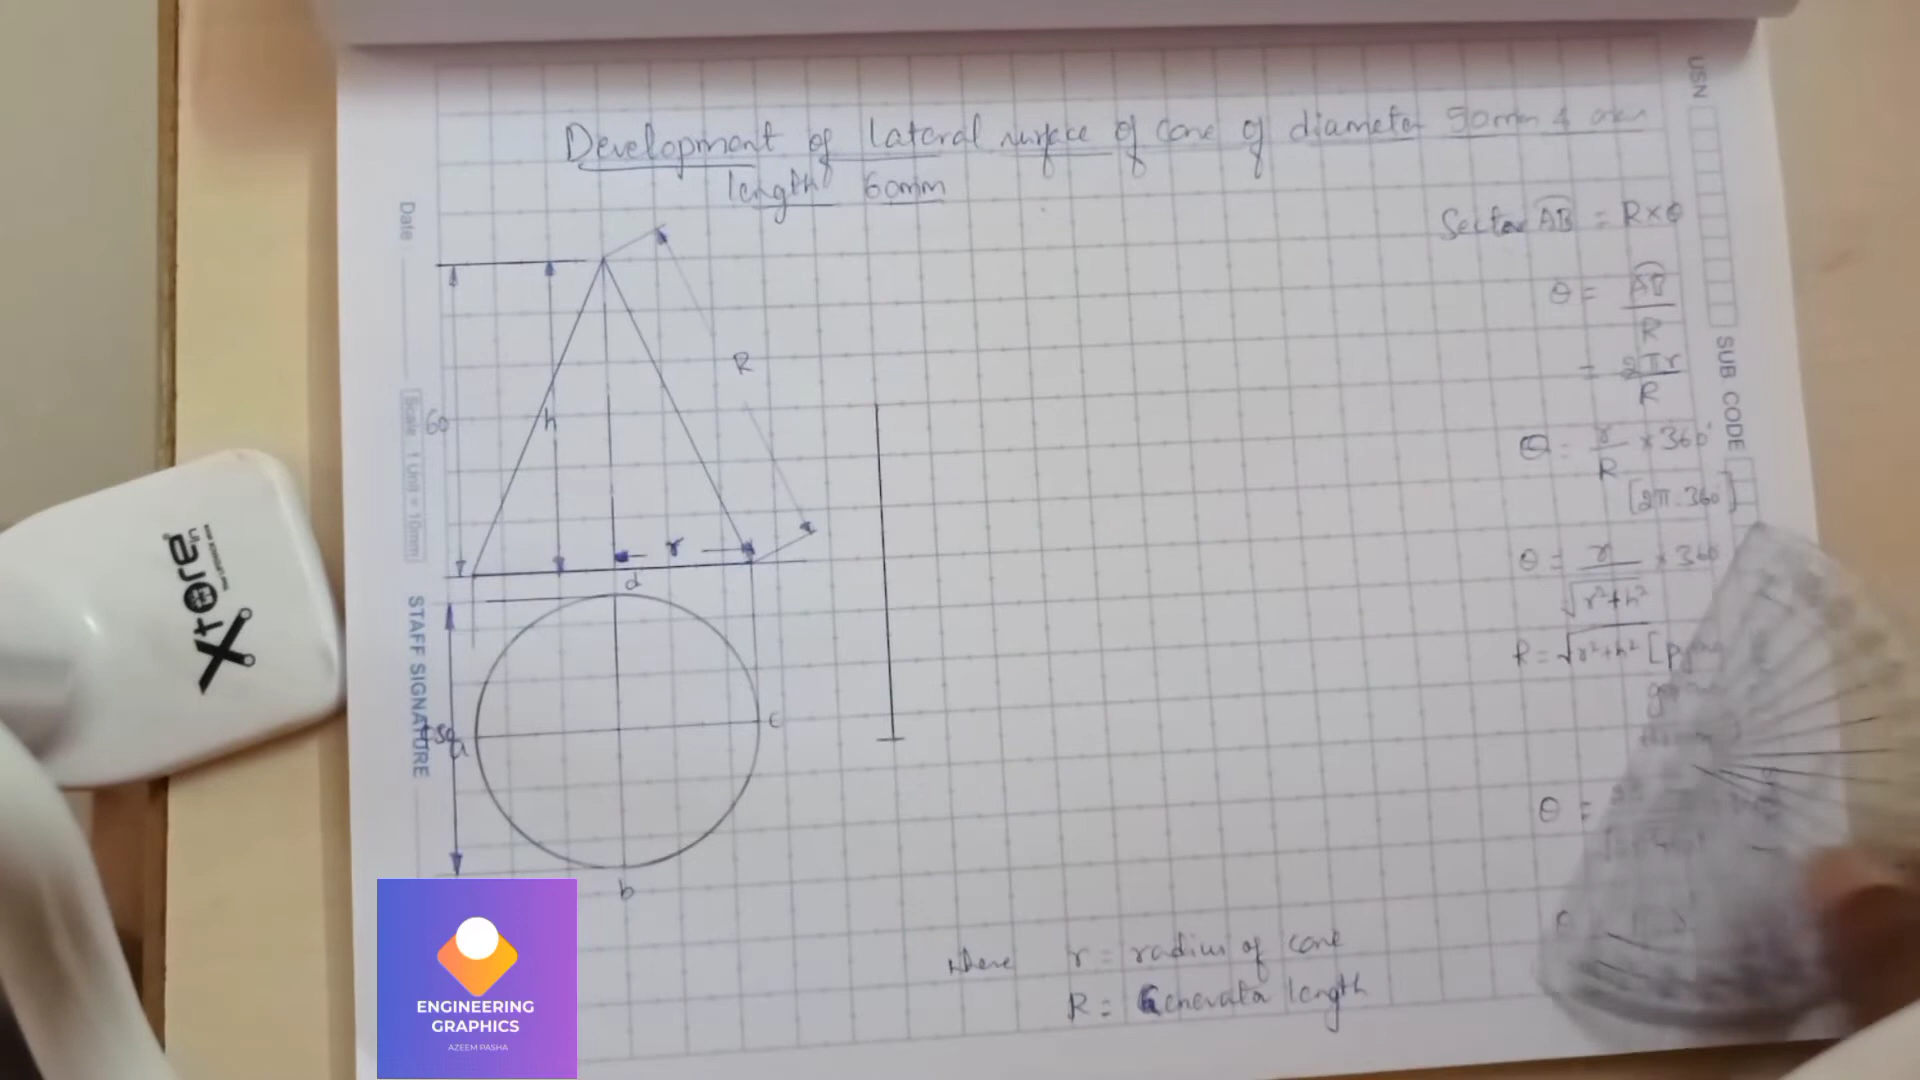 Development of lateral surface of cone of diameter 50mm & axis
length 60mm
Sector AB = R×θ
θ = AB
R
= 2πr
R
θ = r × 360°
R
[2π = 360°]
θ = r × 360
√r²+h²
R = √r²+h²
θ =
60
h
R
r
d
50
a
c
b
where r = radius of cone
R = Generator length
Date
Scale 1 Unit = 10mm
STAFF SIGNATURE
USN
SUB CODE
Xtore.in
ENGINEERING
GRAPHICS
AZEEM PASHA